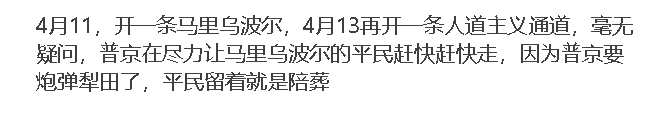 4月11，开一条马里乌波尔，4月13再开一条人道主义通道，毫无
疑问，普京在尽力让马里乌波尔的平民赶快赶快走，因为普京要
炮弹犁田了，平民留着就是陪葬